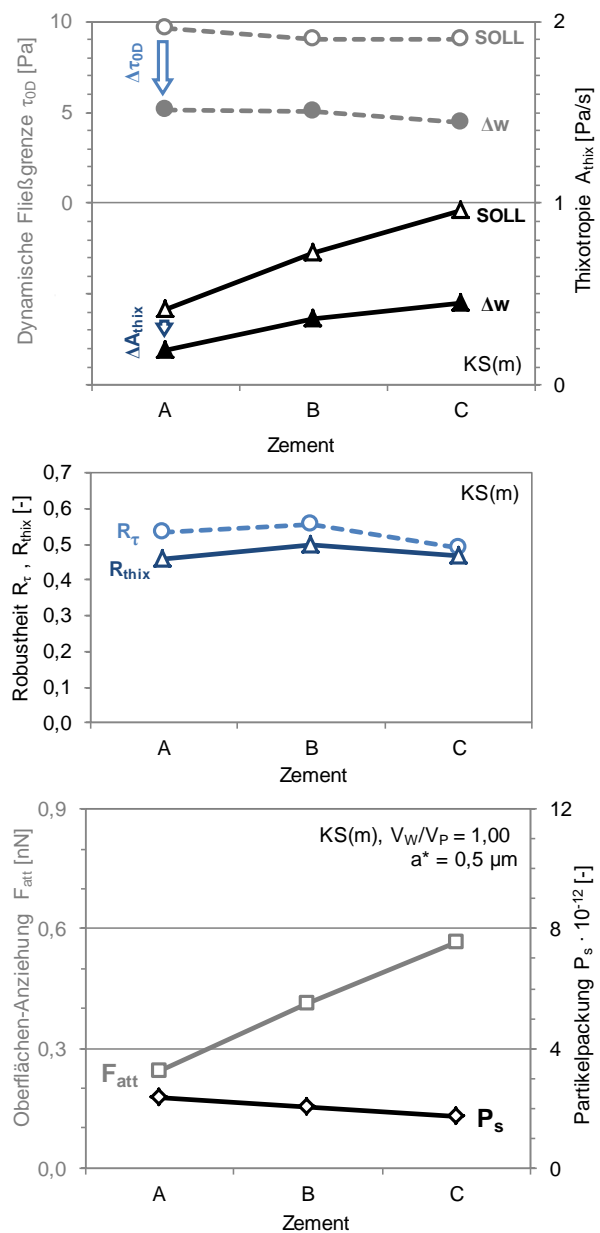 Dynamische Fließgrenze τ0D [Pa]
10
5
0
Δτ0D
SOLL
Δw
SOLL
Δw
ΔAthix
KS(m)
2
1
0
Thixotropie Athix [Pa/s]
A B C
Zement
Robustheit Rτ , Rthix [-]
0,7
0,6
0,5
0,4
0,3
0,2
0,1
0,0
KS(m)
Rτ
Rthix
A B C
Zement
Oberflächen-Anziehung Fatt [nN]
0,9
0,6
0,3
0,0
KS(m), VW/VP = 1,00
a* = 0,5 µm
Fatt
Ps
12
8
4
0
Partikelpackung Ps · 10-12 [-]
A B C
Zement